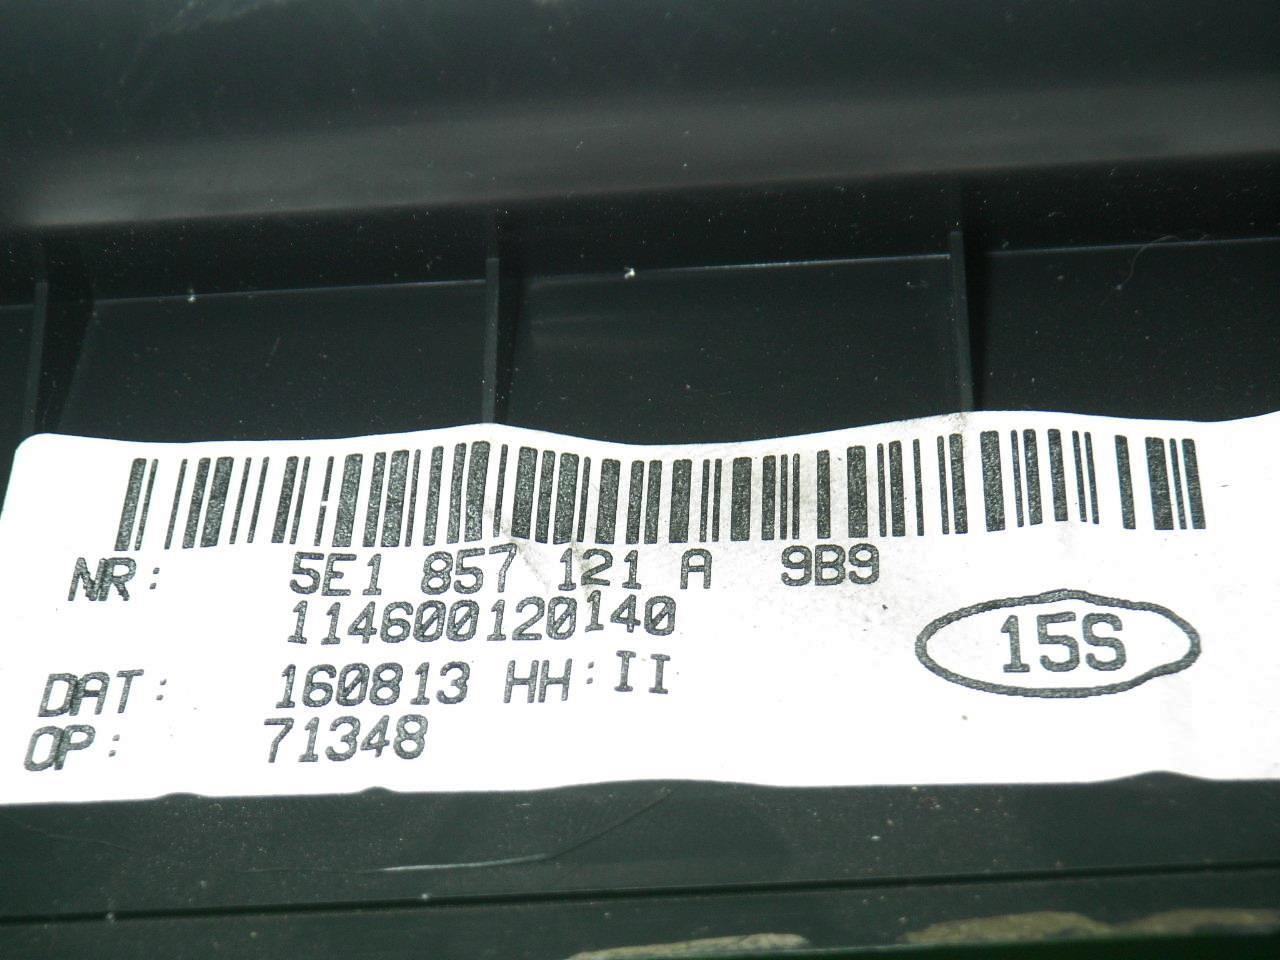 NR: 5E1 857 121 A 9B9
114600120140
15S
DAT: 160813 HH:II
OP: 71348